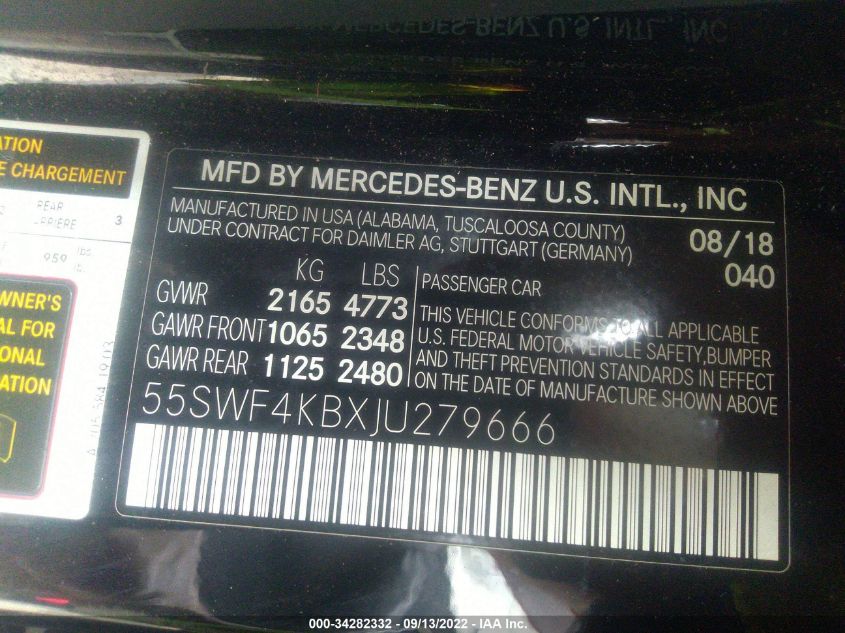 MFD BY MERCEDES-BENZ U.S. INTL., INC
MANUFACTURED IN USA (ALABAMA, TUSCALOOSA COUNTY)
UNDER CONTRACT FOR DAIMLER AG, STUTTGART (GERMANY)
08/18
040
KG LBS
GVWR 2165 4773
GAWR FRONT 1065 2348
GAWR REAR 1125 2480
PASSENGER CAR
THIS VEHICLE CONFORMS TO ALL APPLICABLE
U.S. FEDERAL MOTOR VEHICLE SAFETY, BUMPER
AND THEFT PREVENTION STANDARDS IN EFFECT
ON THE DATE OF MANUFACTURE SHOWN ABOVE
55SWF4KBXJU279666
ATION
E CHARGEMENT
REAR 3
959 lbs.
WNER'S
AL FOR
IONAL
ATION
000-34282332 - 09/13/2022 - IAA Inc.